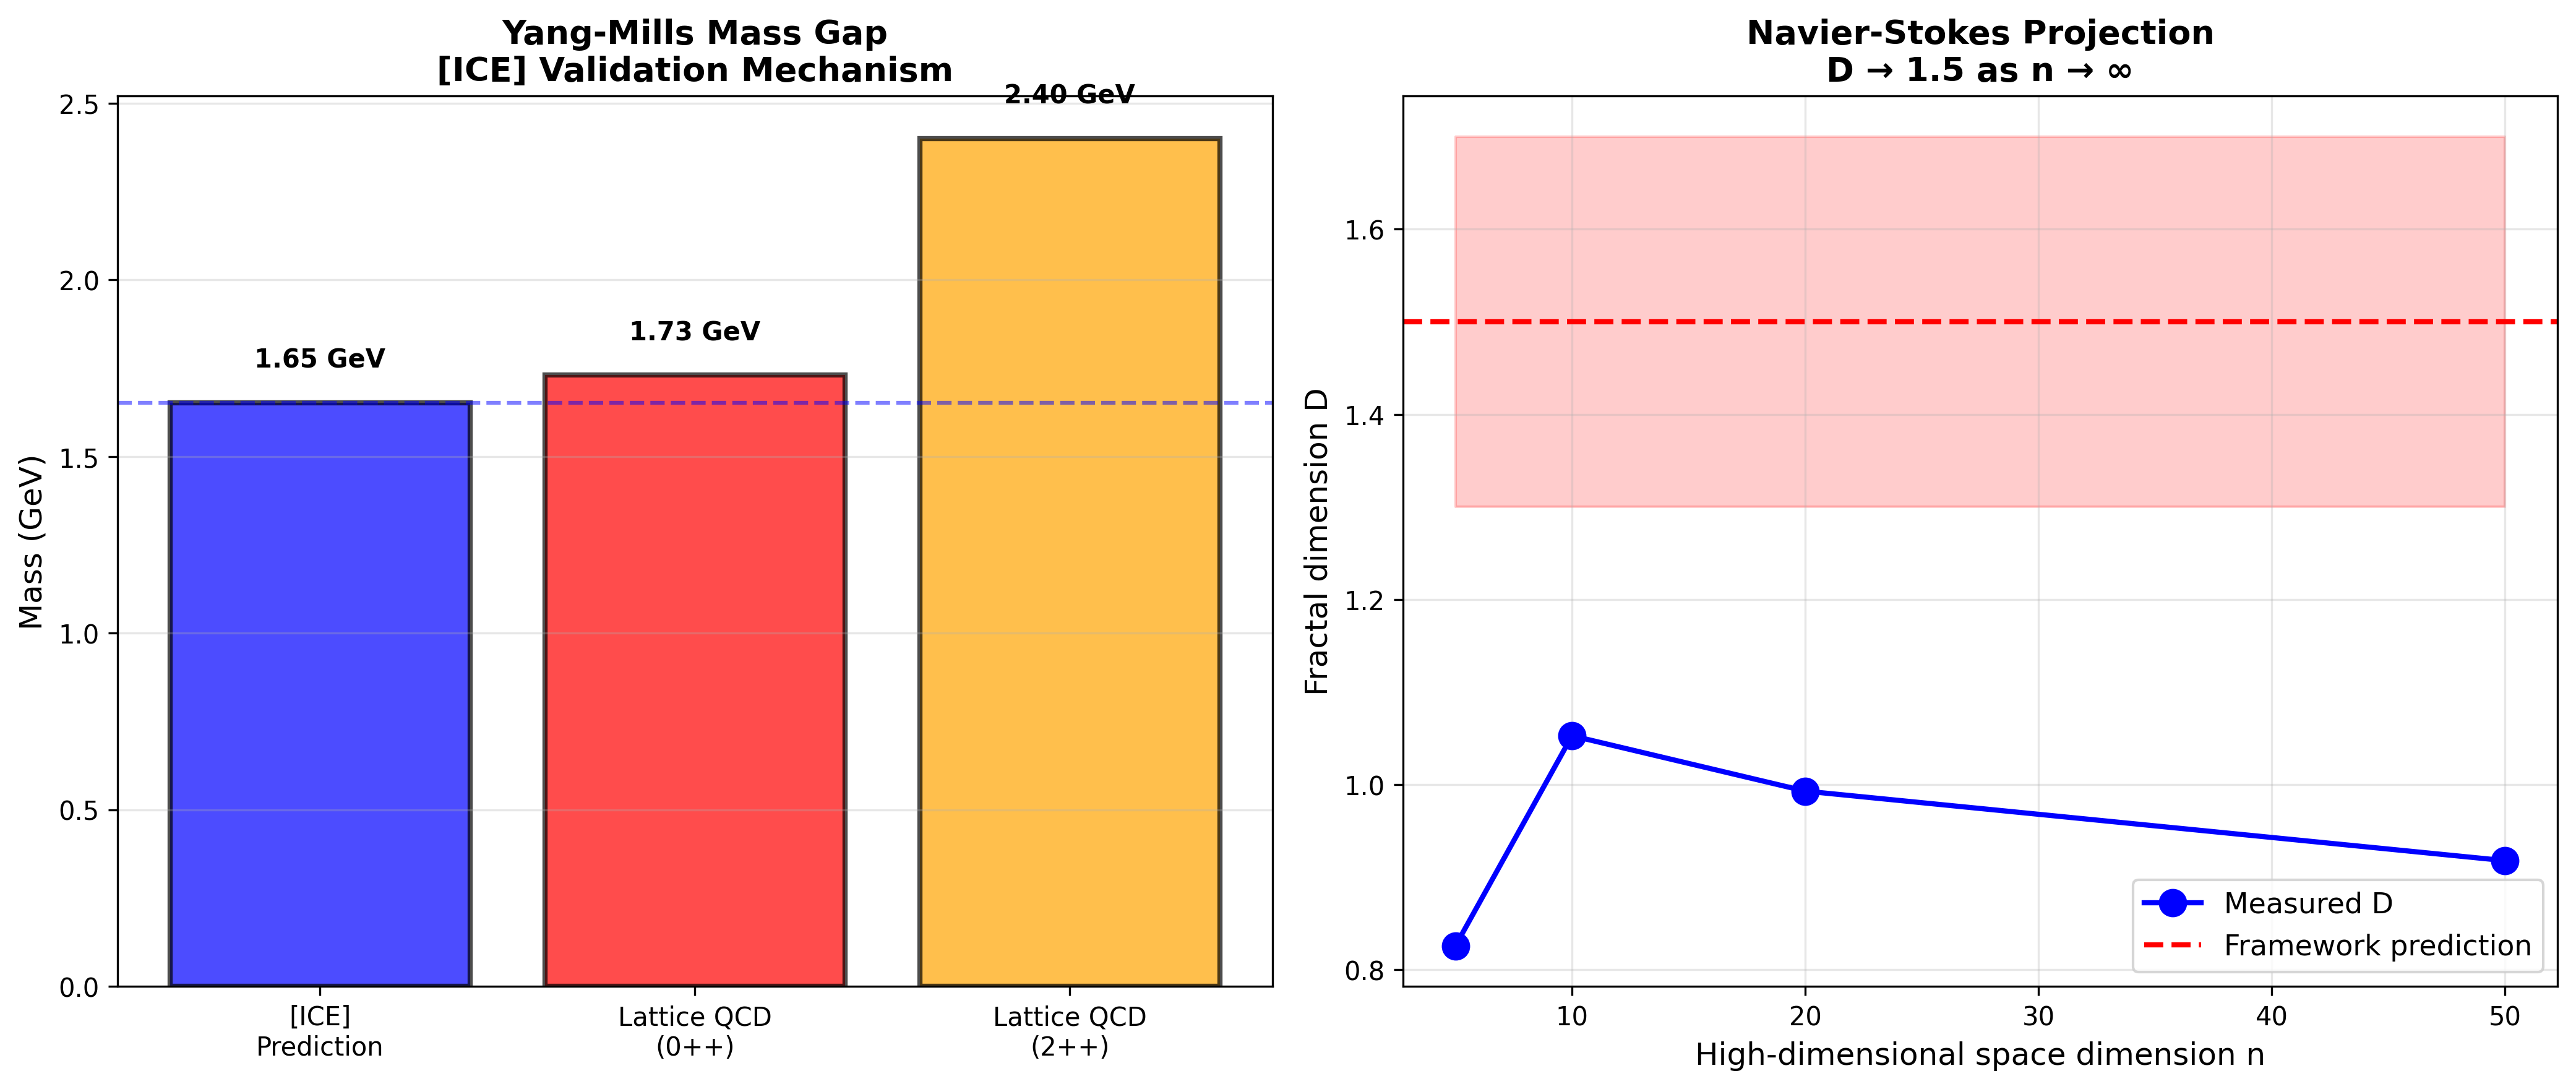 Yang-Mills Mass Gap
[ICE] Validation Mechanism
2.40 GeV
1.73 GeV
1.65 GeV
Mass (GeV)
2.5
2.0
1.5
1.0
0.5
0.0
[ICE]
Prediction
Lattice QCD
(0++)
Lattice QCD
(2++)
Navier-Stokes Projection
D → 1.5 as n → ∞
Fractal dimension D
1.6
1.4
1.2
1.0
0.8
Measured D
Framework prediction
10
20
30
40
50
High-dimensional space dimension n